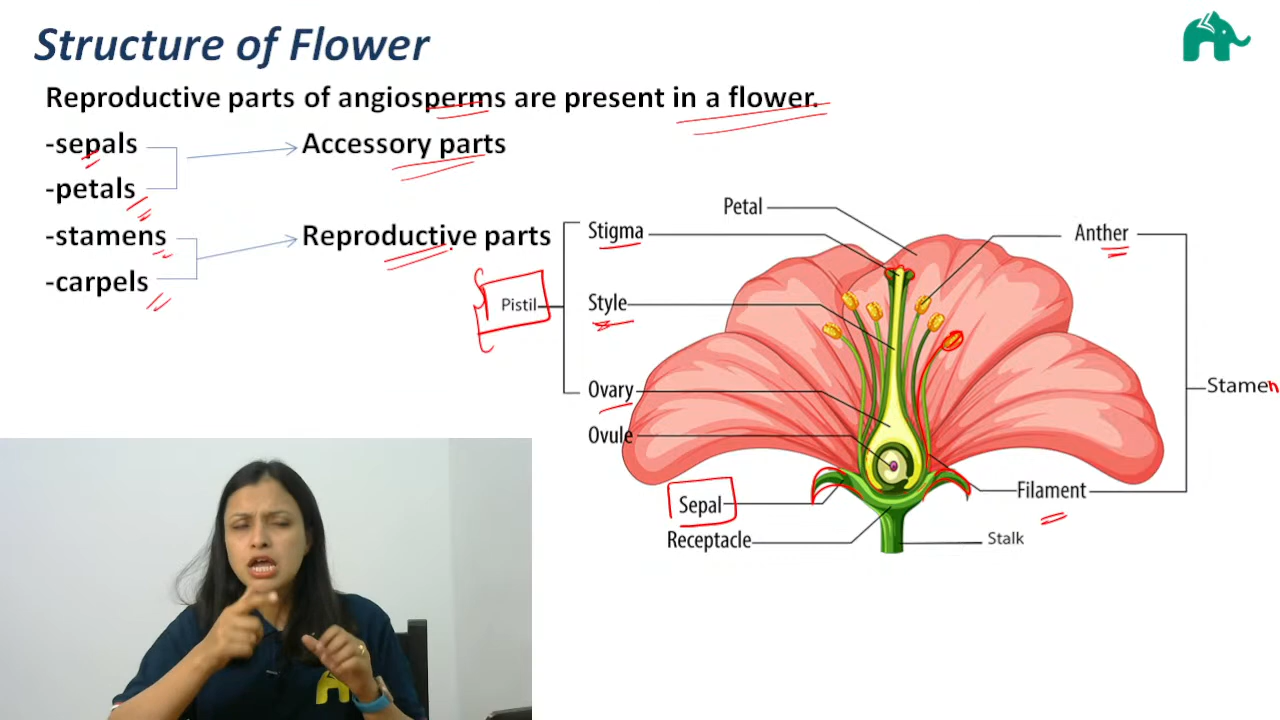 Structure of Flower
Reproductive parts of angiosperms are present in a flower.
-sepals
Accessory parts
-petals
-stamens
Reproductive parts
-carpels
Petal
Stigma
Anther
Pistil
Style
Ovary
Stamen
Ovule
Sepal
Filament
Receptacle
Stalk